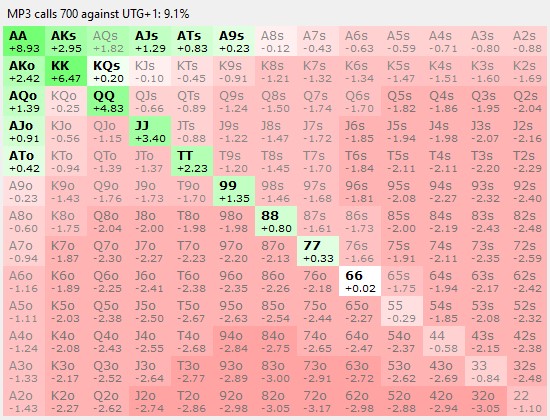 MP3 calls 700 against UTG+1: 9.1%
AA AKs AQs AJs ATs A9s A8s A7s A6s A5s A4s A3s A2s
+8.93 +2.95 +1.82 +1.29 +0.83 +0.23 -0.12 -0.43 -0.63 -0.59 -0.71 -0.80 -0.88
AKo KK KQs KJs KTs K9s K8s K7s K6s K5s K4s K3s K2s
+2.42 +6.47 +0.20 -0.10 -0.45 -0.91 -1.21 -1.32 -1.34 -1.47 -1.51 -1.60 -1.69
AQo KQo QQ QJs QTs Q9s Q8s Q7s Q6s Q5s Q4s Q3s Q2s
+1.39 -0.25 +4.83 -0.66 -0.89 -1.24 -1.50 -1.74 -1.70 -1.82 -1.86 -1.95 -2.04
AJo KJo QJo JJ JTs J9s J8s J7s J6s J5s J4s J3s J2s
+0.91 -0.56 -1.15 +3.40 -0.88 -1.22 -1.47 -1.72 -1.85 -1.94 -1.98 -2.07 -2.16
ATo KTo QTo JTo TT T9s T8s T7s T6s T5s T4s T3s T2s
+0.42 -0.94 -1.39 -1.37 +2.23 -1.20 -1.45 -1.70 -1.84 -2.11 -2.11 -2.20 -2.29
A9o K9o Q9o J9o T9o 99 98s 97s 96s 95s 94s 93s 92s
-0.23 -1.43 -1.76 -1.73 -1.70 +1.35 -1.46 -1.68 -1.81 -2.08 -2.27 -2.32 -2.40
A8o K8o Q8o J8o T8o 98o 88 87s 86s 85s 84s 83s 82s
-0.60 -1.75 -2.04 -2.00 -1.98 -1.98 +0.80 -1.61 -1.73 -2.00 -2.19 -2.43 -2.48
A7o K7o Q7o J7o T7o 97o 87o 77 76s 75s 74s 73s 72s
-0.94 -1.87 -2.30 -2.27 -2.23 -2.20 -2.13 +0.33 -1.66 -1.91 -2.11 -2.35 -2.59
A6o K6o Q6o J6o T6o 96o 86o 76o 66 65s 64s 63s 62s
-1.16 -1.89 -2.25 -2.41 -2.38 -2.35 -2.26 -2.18 +0.02 -1.75 -1.94 -2.17 -2.42
A5o K5o Q5o J5o T5o 95o 85o 75o 65o 55 54s 53s 52s
-1.11 -2.03 -2.38 -2.50 -2.67 -2.63 -2.54 -2.44 -2.27 -0.29 -1.85 -2.08 -2.32
A4o K4o Q4o J4o T4o 94o 84o 74o 64o 54o 44 43s 42s
-1.24 -2.08 -2.43 -2.55 -2.68 -2.84 -2.75 -2.65 -2.47 -2.37 -0.58 -2.15 -2.38
A3o K3o Q3o J3o T3o 93o 83o 73o 63o 53o 43o 33 32s
-1.33 -2.17 -2.52 -2.64 -2.77 -2.89 -3.00 -2.91 -2.72 -2.62 -2.69 -0.84 -2.48
A2o K2o Q2o J2o T2o 92o 82o 72o 62o 52o 42o 32o 22
-1.43 -2.27 -2.62 -2.74 -2.86 -2.98 -3.05 -3.17 -2.98 -2.88 -2.94 -3.05 -1.10